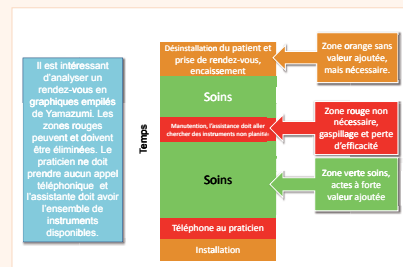 Il est intéressant
d'analyser un
rendez-vous en
graphiques empilés
de Yamazumi. Les
zones rouges
peuvent et doivent
être éliminées. Le
praticien ne doit
prendre aucun appel
téléphonique et
l'assistante doit avoir
l'ensemble de
instruments
disponibles.
Temps
Désinstallation du patient et
prise de rendez-vous,
encaissement
Soins
Manutention, l'assistance doit aller
chercher des instruments non planifiés
Soins
Téléphone au praticien
Installation
Zone orange sans
valeur ajoutée,
mais nécessaire.
Zone rouge non
nécessaire,
gaspillage et perte
d'efficacité
Zone verte soins,
actes à forte
valeur ajoutée